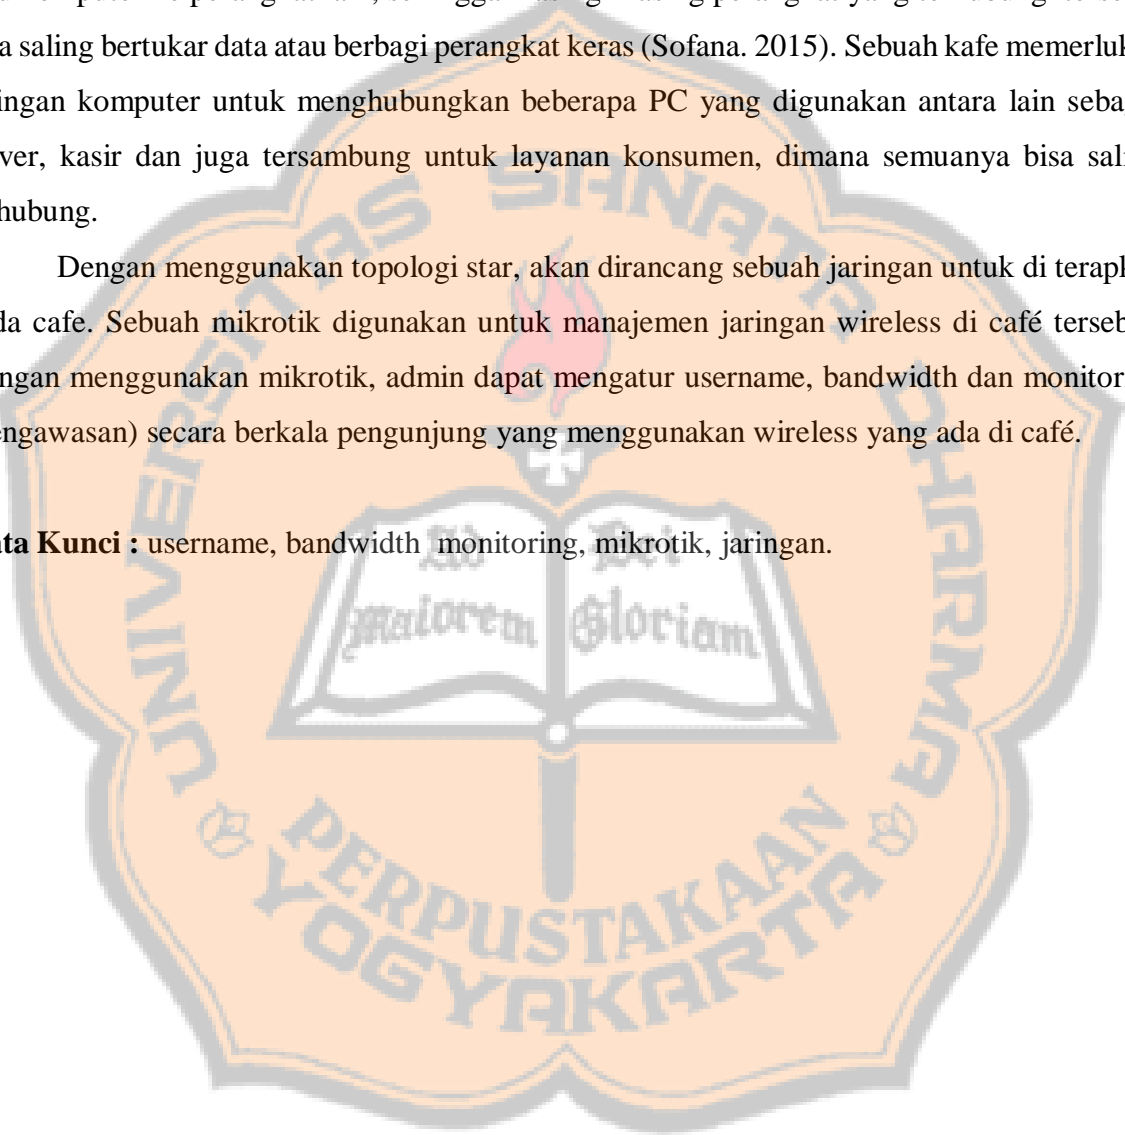 komputer ke perangkat lain, sehingga masing-masing perangkat yang terhubung terse
a saling bertukar data atau berbagi perangkat keras (Sofana. 2015). Sebuah kafe memerluk
ingan komputer untuk menghubungkan beberapa PC yang digunakan antara lain sebag
ver, kasir dan juga tersambung untuk layanan konsumen, dimana semuanya bisa sali
hubung.
Dengan menggunakan topologi star, akan dirancang sebuah jaringan untuk di terapk
da cafe. Sebuah mikrotik digunakan untuk manajemen jaringan wireless di café terseb
ngan menggunakan mikrotik, admin dapat mengatur username, bandwidth dan monitori
engawasan) secara berkala pengunjung yang menggunakan wireless yang ada di café.
ata Kunci : username, bandwidth monitoring, mikrotik, jaringan.
UNIVERSITAS SANATA DHARMA
Ad Maiorem
Dei Gloriam
PERPUSTAKAAN
YOGYAKARTA